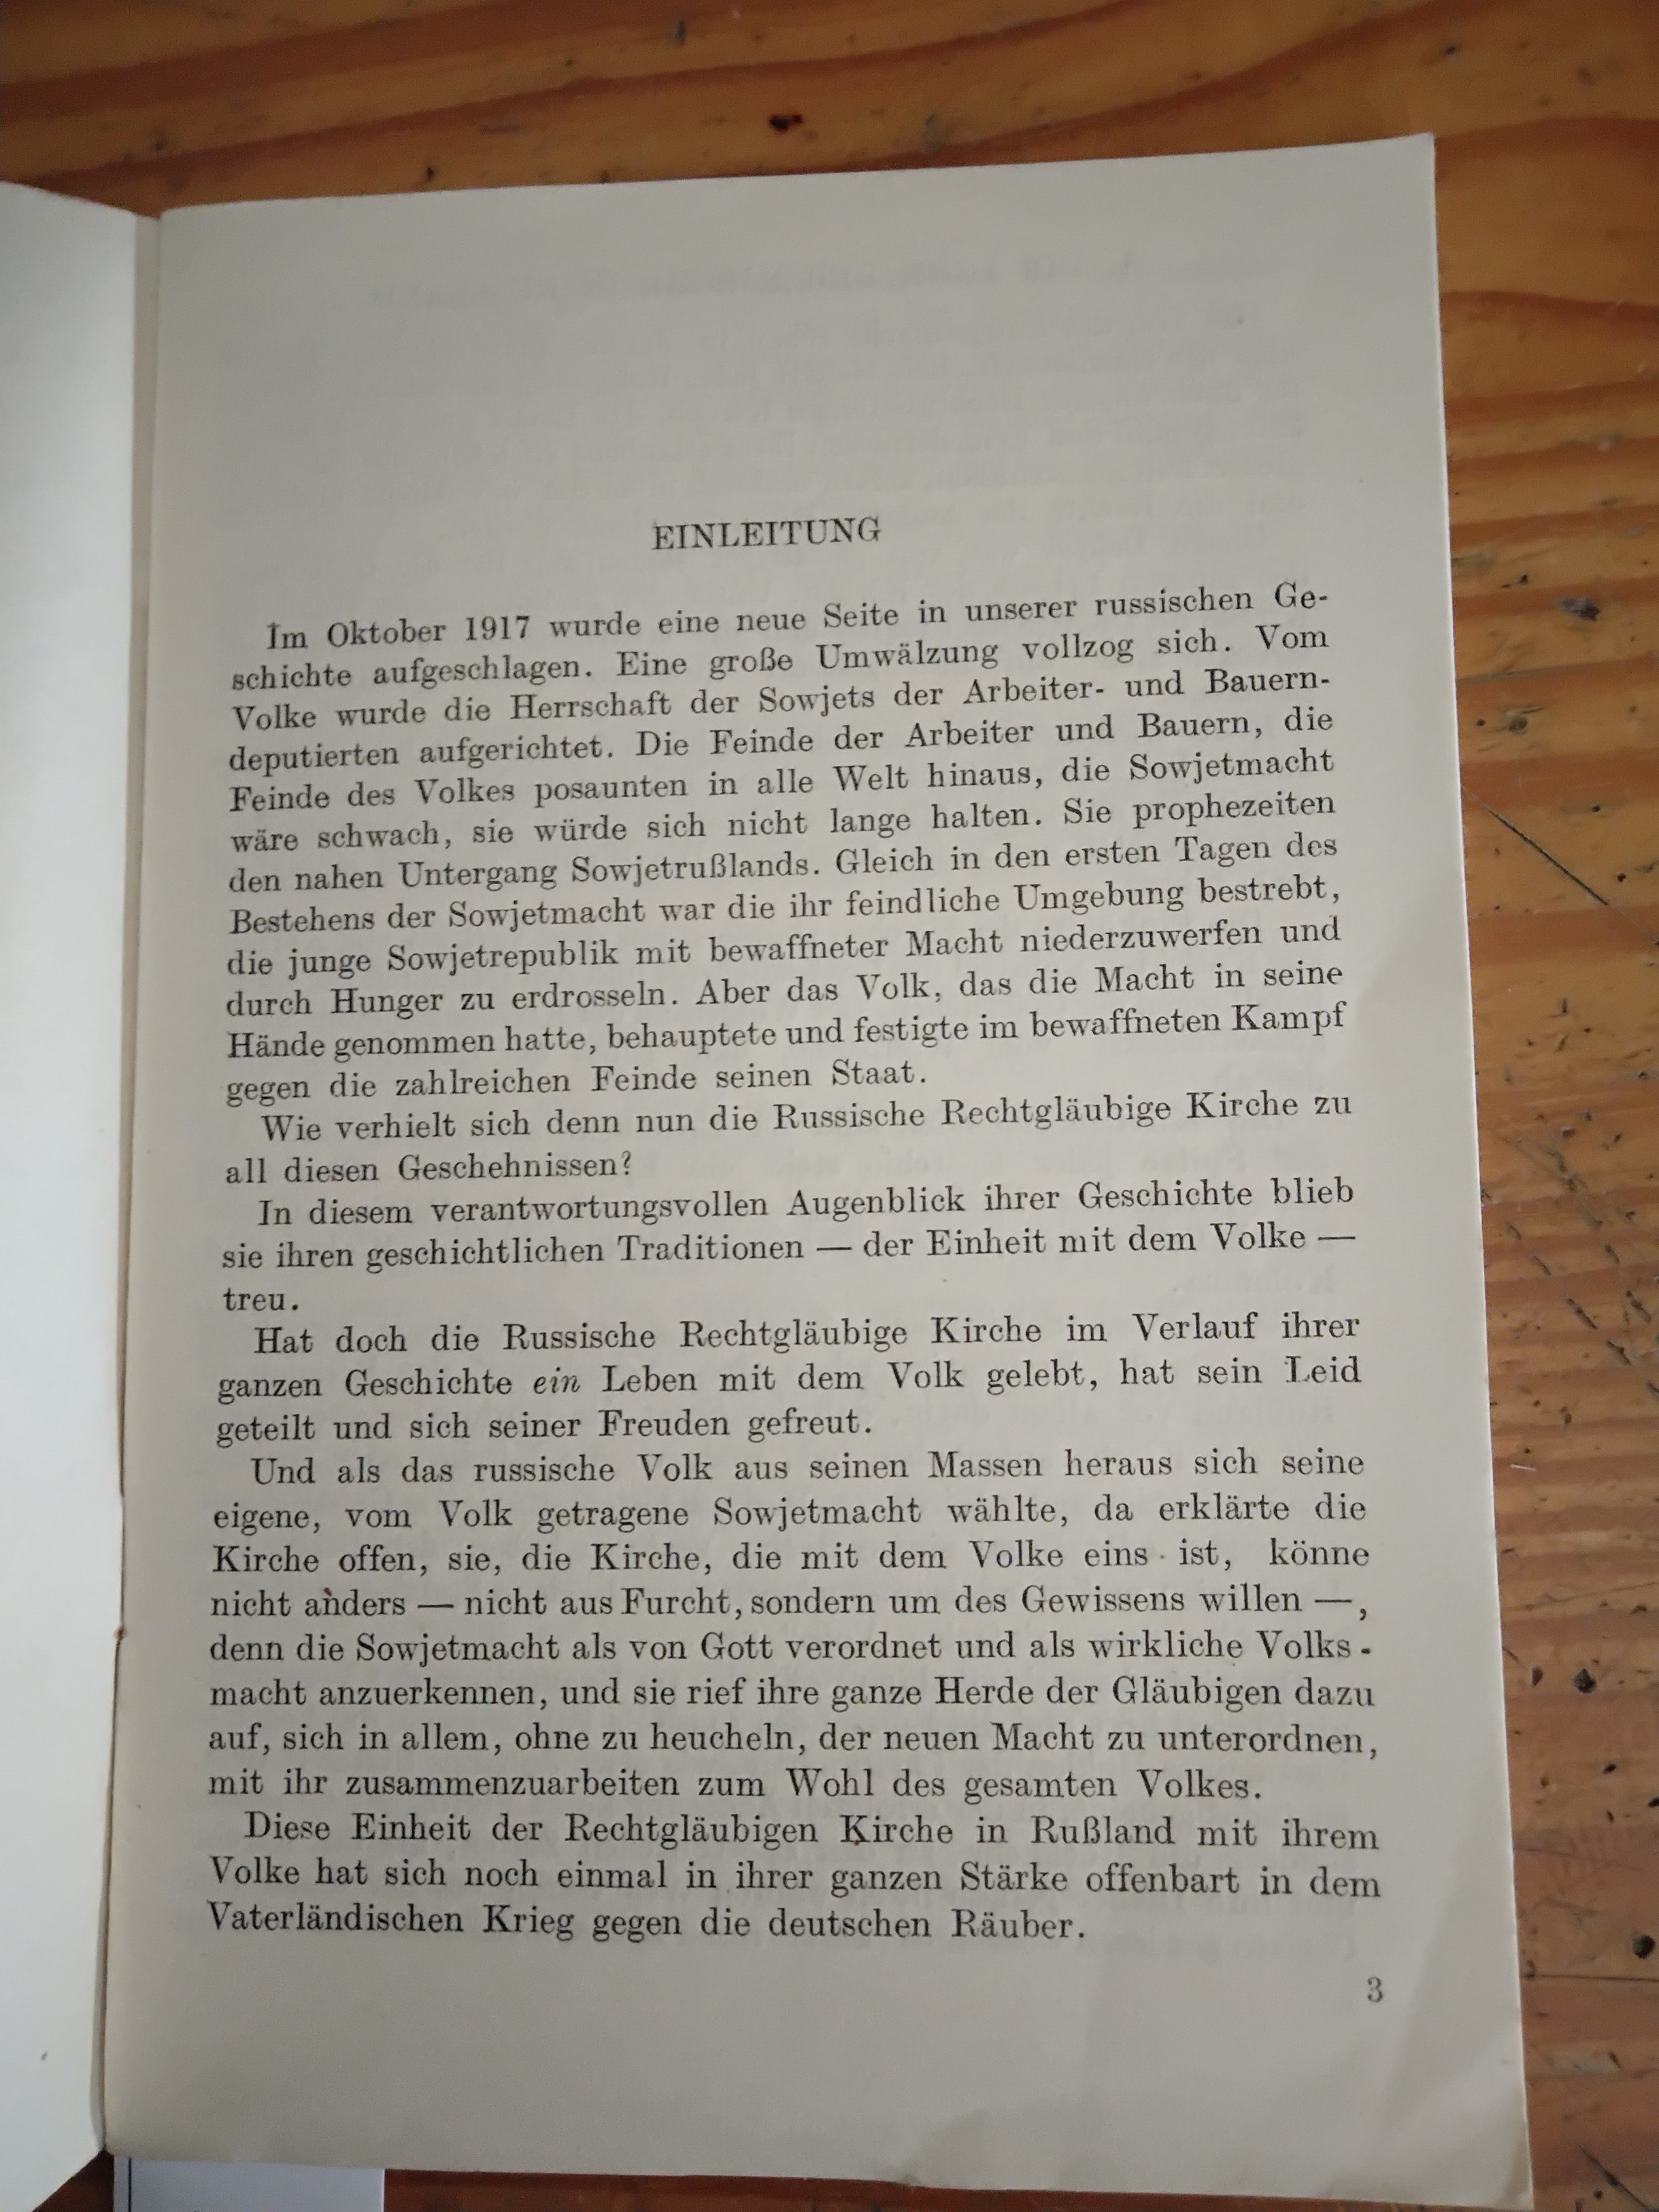 EINLEITUNG
Im Oktober 1917 wurde eine neue Seite in unserer russischen Ge-
schichte aufgeschlagen. Eine große Umwälzung vollzog sich. Vom
Volke wurde die Herrschaft der Sowjets der Arbeiter- und Bauern-
deputierten aufgerichtet. Die Feinde der Arbeiter und Bauern, die
Feinde des Volkes posaunten in alle Welt hinaus, die Sowjetmacht
wäre schwach, sie würde sich nicht lange halten. Sie prophezeiten
den nahen Untergang Sowjetrußlands. Gleich in den ersten Tagen des
Bestehens der Sowjetmacht war die ihr feindliche Umgebung bestrebt,
die junge Sowjetrepublik mit bewaffneter Macht niederzuwerfen und
durch Hunger zu erdrosseln. Aber das Volk, das die Macht in seine
Hände genommen hatte, behauptete und festigte im bewaffneten Kampf
gegen die zahlreichen Feinde seinen Staat.
Wie verhielt sich denn nun die Russische Rechtgläubige Kirche zu
all diesen Geschehnissen?
In diesem verantwortungsvollen Augenblick ihrer Geschichte blieb
sie ihren geschichtlichen Traditionen — der Einheit mit dem Volke —
treu.
Hat doch die Russische Rechtgläubige Kirche im Verlauf ihrer
ganzen Geschichte ein Leben mit dem Volk gelebt, hat sein Leid
geteilt und sich seiner Freuden gefreut.
Und als das russische Volk aus seinen Massen heraus sich seine
eigene, vom Volk getragene Sowjetmacht wählte, da erklärte die
Kirche offen, sie, die Kirche, die mit dem Volke eins ist, könne
nicht anders — nicht aus Furcht, sondern um des Gewissens willen —,
denn die Sowjetmacht als von Gott verordnet und als wirkliche Volks-
macht anzuerkennen, und sie rief ihre ganze Herde der Gläubigen dazu
auf, sich in allem, ohne zu heucheln, der neuen Macht zu unterordnen,
mit ihr zusammenzuarbeiten zum Wohl des gesamten Volkes.
Diese Einheit der Rechtgläubigen Kirche in Rußland mit ihrem
Volke hat sich noch einmal in ihrer ganzen Stärke offenbart in dem
Vaterländischen Krieg gegen die deutschen Räuber.
3